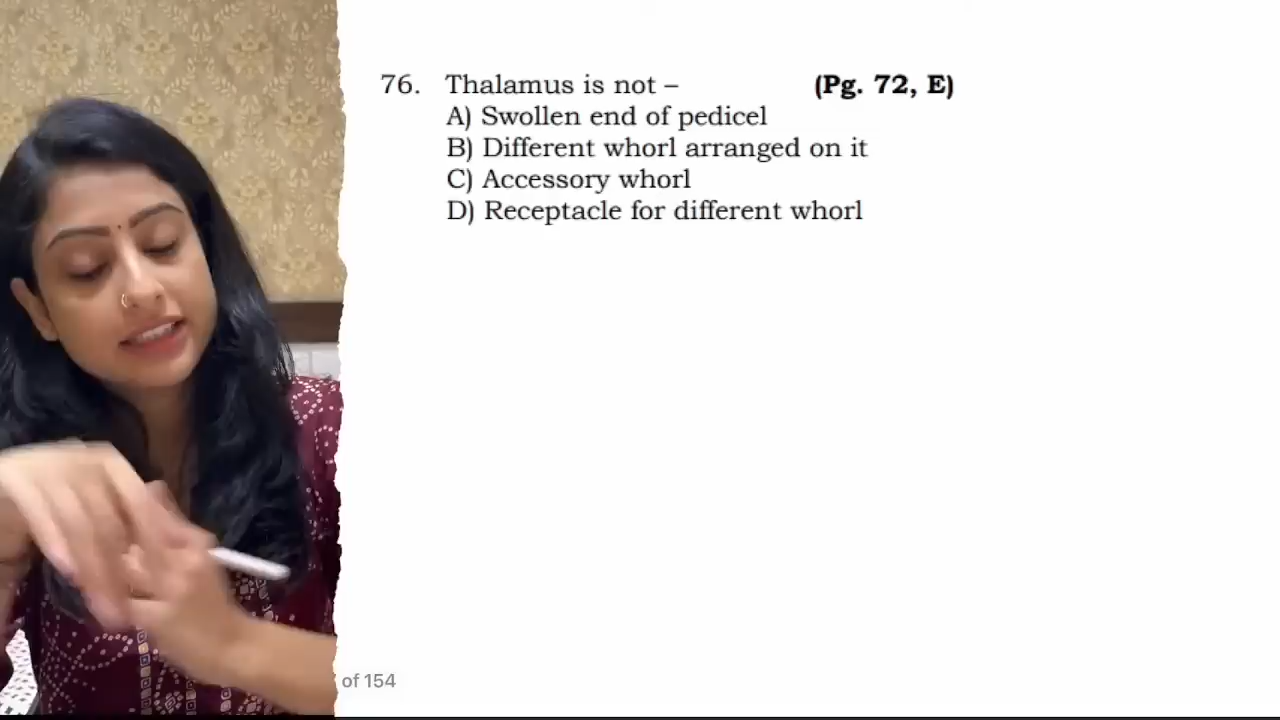 76. Thalamus is not – (Pg. 72, E)
A) Swollen end of pedicel
B) Different whorl arranged on it
C) Accessory whorl
D) Receptacle for different whorl
of 154